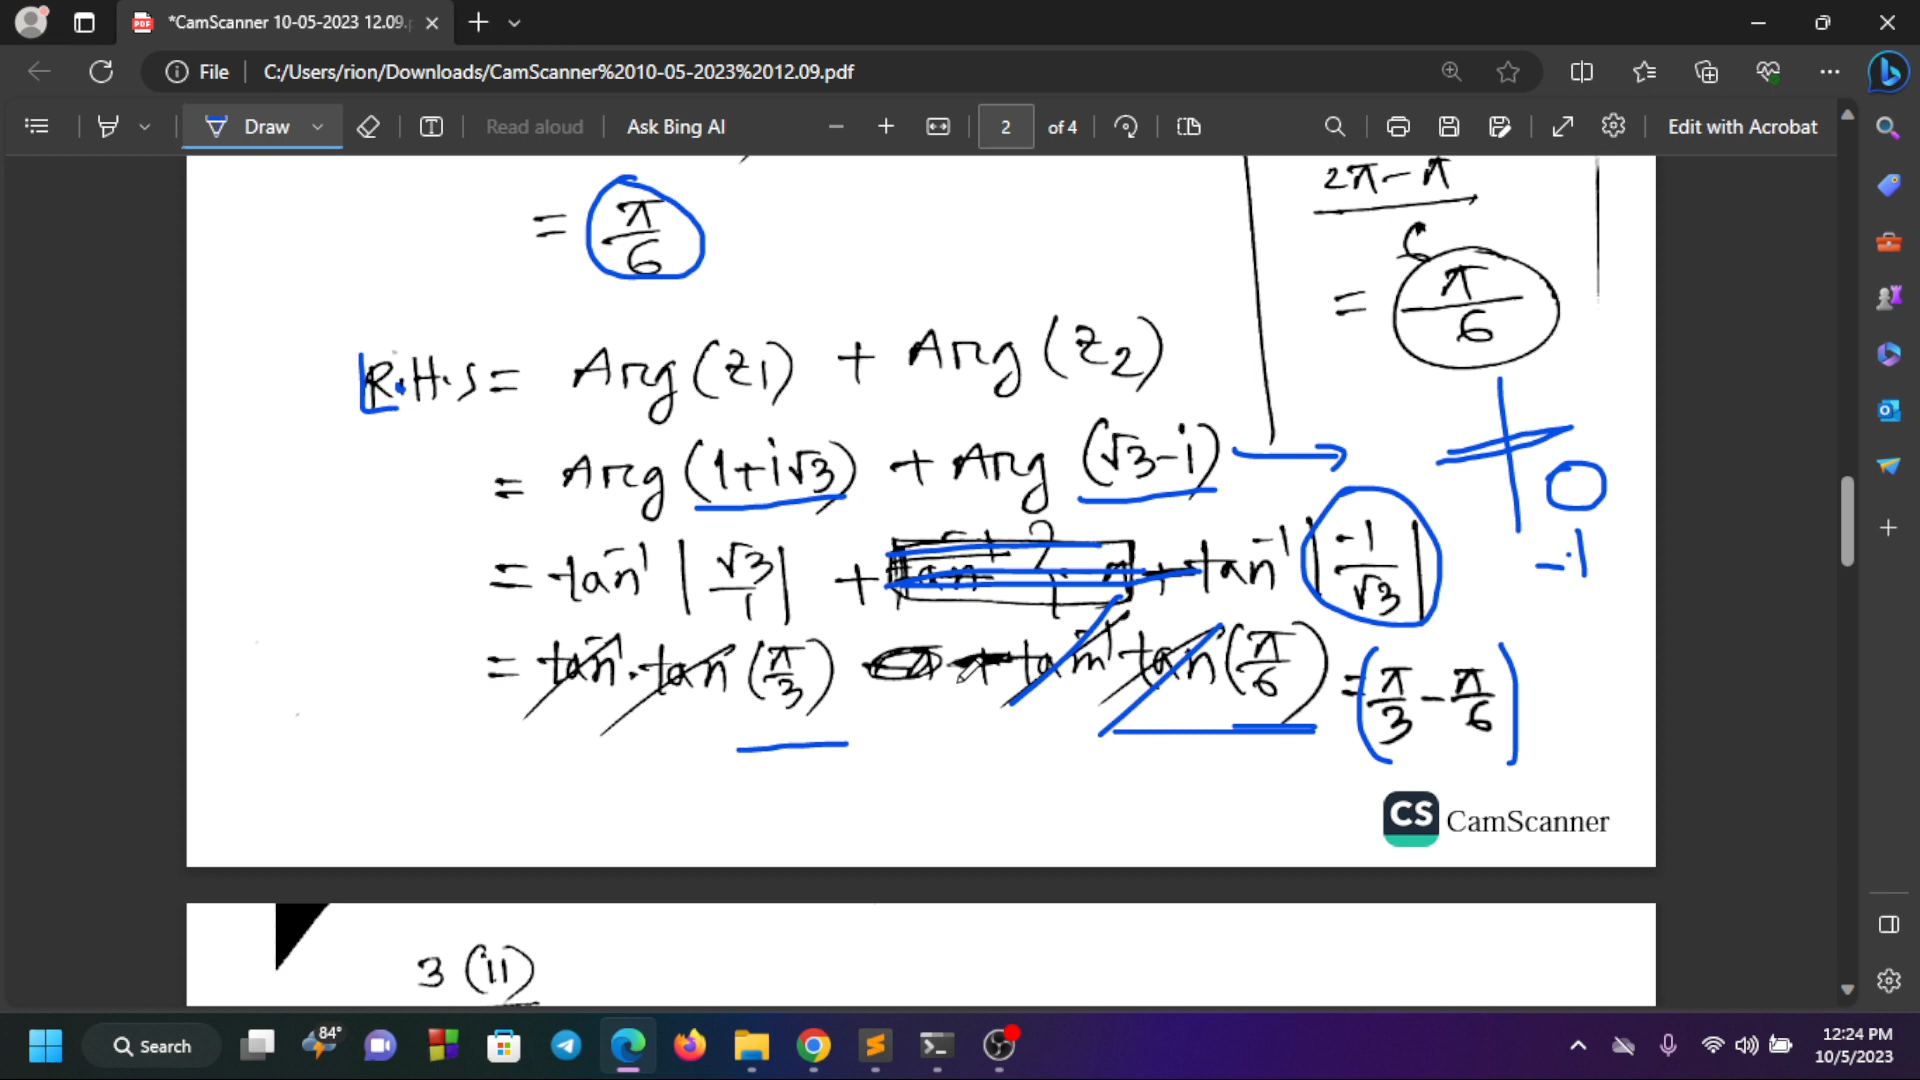 *CamScanner 10-05-2023 12.09.p
File
C:/Users/rion/Downloads/CamScanner%2010-05-2023%2012.09.pdf
Draw
Read aloud
Ask Bing AI
2
of 4
Edit with Acrobat
= π/6
2π-π
6
= π/6
R.H.S = Arg(z1) + Arg(z2)
= Arg(1+i√3) + Arg(√3-i)
= tan⁻¹|√3/1| + tan⁻¹|-1/√3|
0
-1
= tan⁻¹.tan(π/3) tan⁻¹ tan(π/6) = (π/3 - π/6)
CS CamScanner
3 (ii)
84°
Search
12:24 PM
10/5/2023